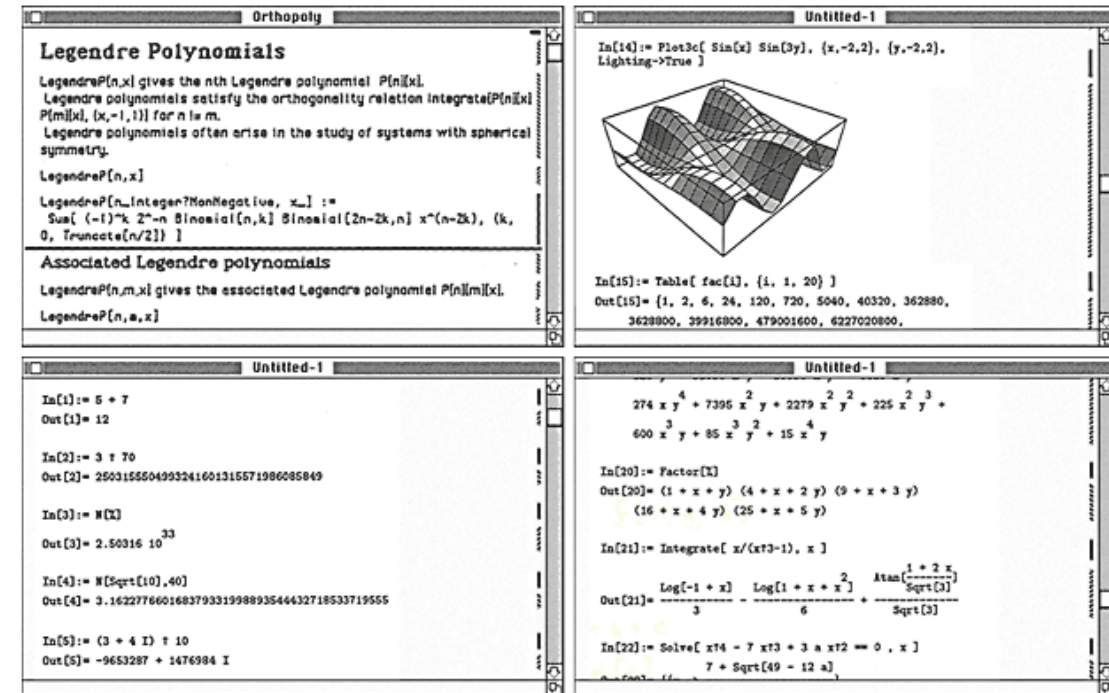 Orthopoly
Legendre Polynomials
LegendreP[n,x] gives the nth Legendre polynomial P[n][x].
Legendre polynomials satisfy the orthogonality relation Integrate[P[n][x]
P[m][x], {x,-1,1}] for n != m.
Legendre polynomials often arise in the study of systems with spherical
symmetry.
LegendreP[n,x]
LegendreP[n_Integer?NonNegative, x_] :=
Sum[ (-1)^k 2^-n Binomial[n,k] Binomial[2n-2k,n] x^(n-2k), {k,
0, Truncate[n/2]} ]
Associated Legendre polynomials
LegendreP[n,m,x] gives the associated Legendre polynomial P[n][m][x].
LegendreP[n,m,x]
Untitled-1
In[14]:= Plot3c[ Sin[x] Sin[3y], {x,-2,2}, {y,-2,2},
Lighting->True ]
In[15]:= Table[ fac[i], {i, 1, 20} ]
Out[15]= {1, 2, 6, 24, 120, 720, 5040, 40320, 362880,
3628800, 39916800, 479001600, 6227020800,
Untitled-1
In[1]:= 5 + 7
Out[1]= 12
In[2]:= 3 ↑ 70
Out[2]= 2503155504993241601315571986085849
In[3]:= N[%]
Out[3]= 2.50316 10^33
In[4]:= N[Sqrt[10],40]
Out[4]= 3.162277660168379331998893544432718533719555
In[5]:= (3 + 4 I) ↑ 10
Out[5]= -9653287 + 1476984 I
Untitled-1
274 x y^4 + 7395 x^2 y + 2279 x^2 y^2 + 225 x^2 y^3 +
600 x^3 y + 85 x^3 y^2 + 15 x^4 y
In[20]:= Factor[%]
Out[20]= (1 + x + y) (4 + x + 2 y) (9 + x + 3 y)
(16 + x + 4 y) (25 + x + 5 y)
In[21]:= Integrate[ x/(x↑3-1), x ]
1 + 2 x
Log[-1 + x] Log[1 + x + x^2] Atan[-------]
Sqrt[3]
Out[21]= ----------- - --------------- + ---------------
3 6 Sqrt[3]
In[22]:= Solve[ x↑4 - 7 x↑3 + 3 a x↑2 == 0 , x ]
7 + Sqrt[49 - 12 a]